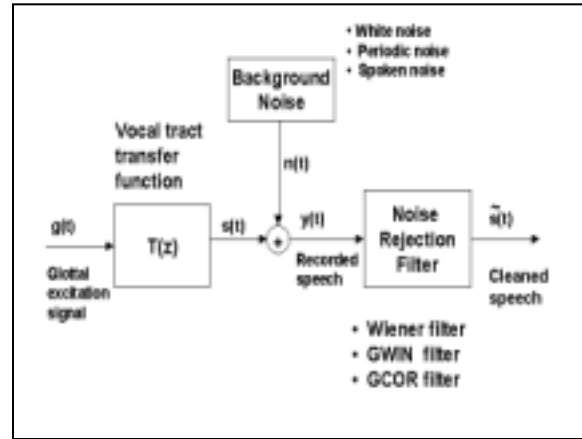 • White noise
• Periodic noise
• Spoken noise
Background
Noise
Vocal tract
transfer
function
n(t)
g(t)
T(z)
s(t)
+
y(t)
Noise
Rejection
Filter
s̃(t)
Glottal
excitation
signal
Recorded
speech
Cleaned
speech
• Wiener filter
• GWIN filter
• GCOR filter